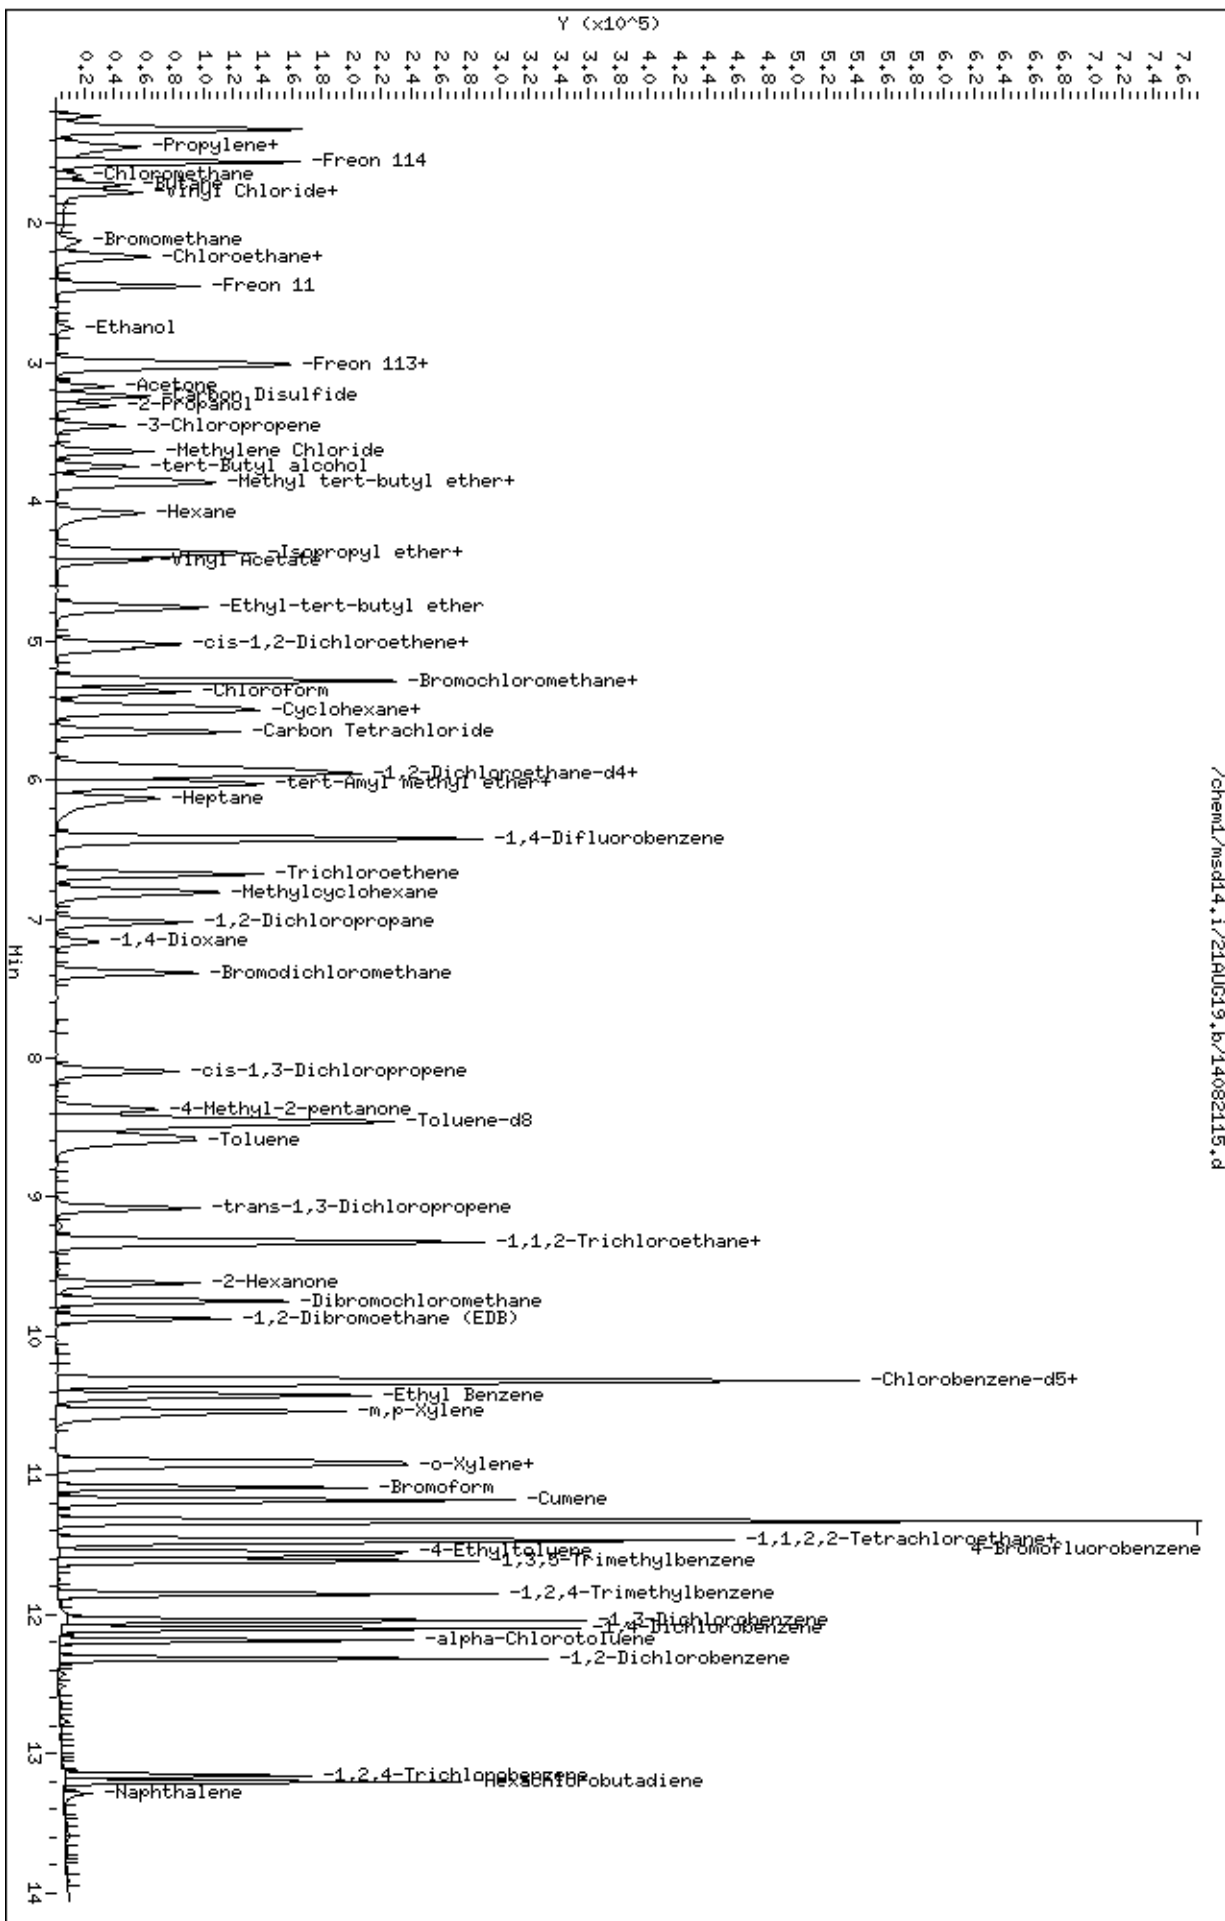 Y (x10^5)
0.2
0.4
0.6
0.8
1.0
1.2
1.4
1.6
1.8
2.0
2.2
2.4
2.6
2.8
3.0
3.2
3.4
3.6
3.8
4.0
4.2
4.4
4.6
4.8
5.0
5.2
5.4
5.6
5.8
6.0
6.2
6.4
6.6
6.8
7.0
7.2
7.4
7.6
-Propylene+
-Freon 114
-Chloromethane
-Butane
-Vinyl Chloride+
2
-Bromomethane
-Chloroethane+
-Freon 11
-Ethanol
3
-Freon 113+
-Acetone
-Carbon Disulfide
-2-Propanol
-3-Chloropropene
-Methylene Chloride
-tert-Butyl alcohol
-Methyl tert-butyl ether+
4
-Hexane
-Isopropyl ether+
-Vinyl Acetate
-Ethyl-tert-butyl ether
5
-cis-1,2-Dichloroethene+
-Bromochloromethane+
-Chloroform
-Cyclohexane+
-Carbon Tetrachloride
-1,2-Dichloroethane-d4+
6
-tert-Amyl methyl ether+
-Heptane
-1,4-Difluorobenzene
-Trichloroethene
-Methylcyclohexane
7
-1,2-Dichloropropane
-1,4-Dioxane
Min
-Bromodichloromethane
8
-cis-1,3-Dichloropropene
-4-Methyl-2-pentanone
-Toluene-d8
-Toluene
9
-trans-1,3-Dichloropropene
-1,1,2-Trichloroethane+
-2-Hexanone
-Dibromochloromethane
-1,2-Dibromoethane (EDB)
10
-Chlorobenzene-d5+
-Ethyl Benzene
-m,p-Xylene
-o-Xylene+
11
-Bromoform
-Cumene
-1,1,2,2-Tetrachloroethane+
4-Bromofluorobenzene
-4-Ethyltoluene
-1,3,5-Trimethylbenzene
-1,2,4-Trimethylbenzene
12
-1,3-Dichlorobenzene
-1,4-Dichlorobenzene
-alpha-Chlorotoluene
-1,2-Dichlorobenzene
13
-1,2,4-Trichlorobenzene
-Hexachlorobutadiene
-Naphthalene
14
/chem1/msd14.i/21AUG19.b/14082115.d